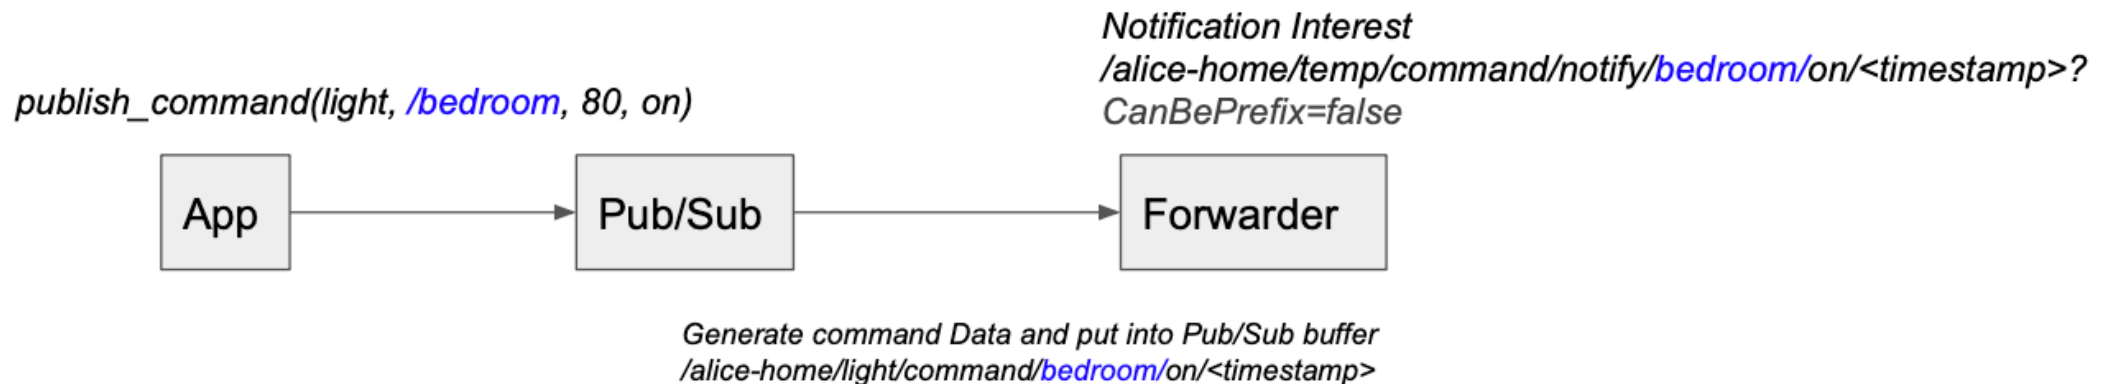 Notification Interest
/alice-home/temp/command/notify/bedroom/on/<timestamp>?
publish_command(light, /bedroom, 80, on)
CanBePrefix=false
App
Pub/Sub
Forwarder
Generate command Data and put into Pub/Sub buffer
/alice-home/light/command/bedroom/on/<timestamp>